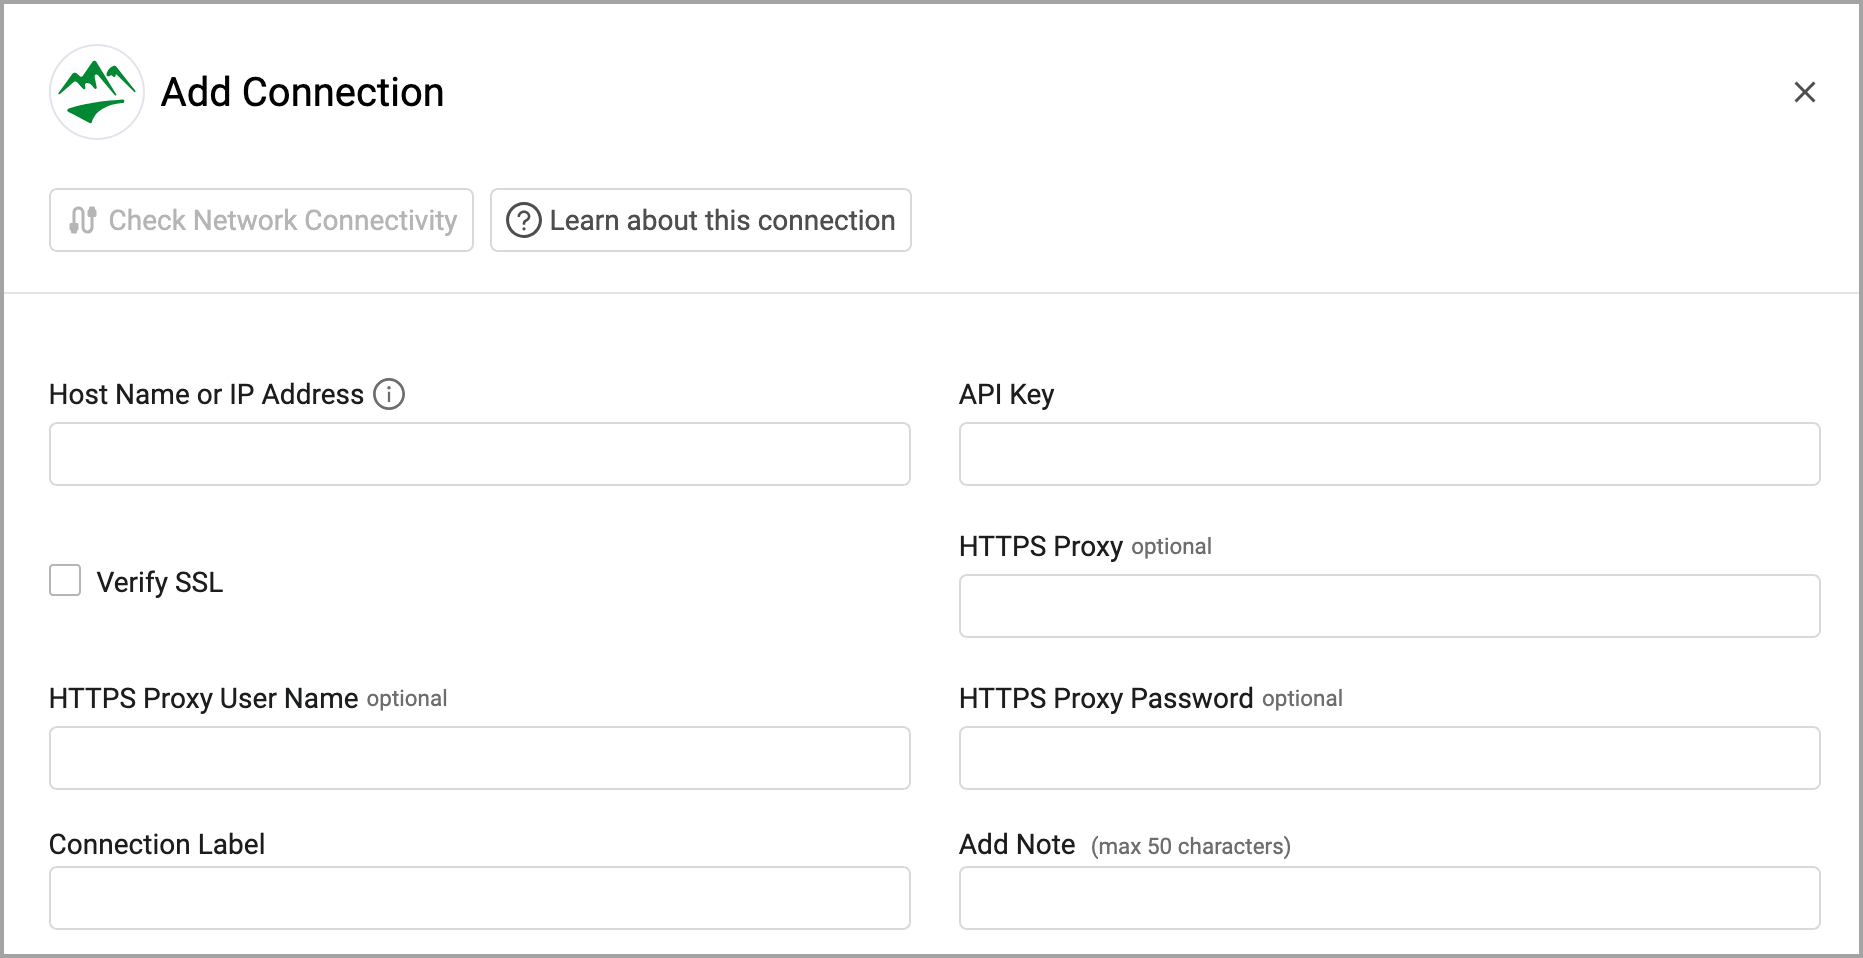 Add Connection
Check Network Connectivity
Learn about this connection
Host Name or IP Address
API Key
Verify SSL
HTTPS Proxy optional
HTTPS Proxy User Name optional
HTTPS Proxy Password optional
Connection Label
Add Note (max 50 characters)